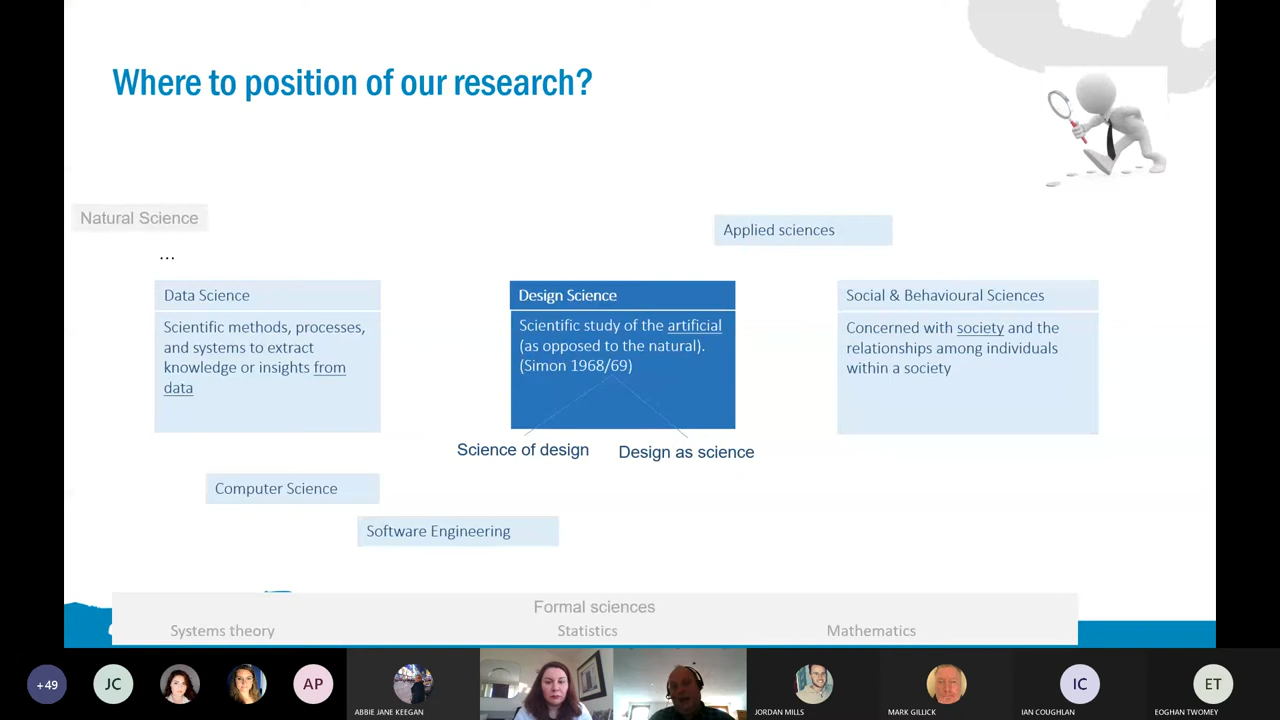 Where to position of our research?
Natural Science
Applied sciences
...
Data Science
Scientific methods, processes,
and systems to extract
knowledge or insights from
data
Design Science
Scientific study of the artificial
(as opposed to the natural).
(Simon 1968/69)
Social & Behavioural Sciences
Concerned with society and the
relationships among individuals
within a society
Science of design
Design as science
Computer Science
Software Engineering
Formal sciences
Systems theory
Statistics
Mathematics
+49
JC
AP
ABBIE JANE KEEGAN
JORDAN MILLS
MARK GILLICK
IC
IAN COUGHLAN
ET
EOGHAN TWOMEY